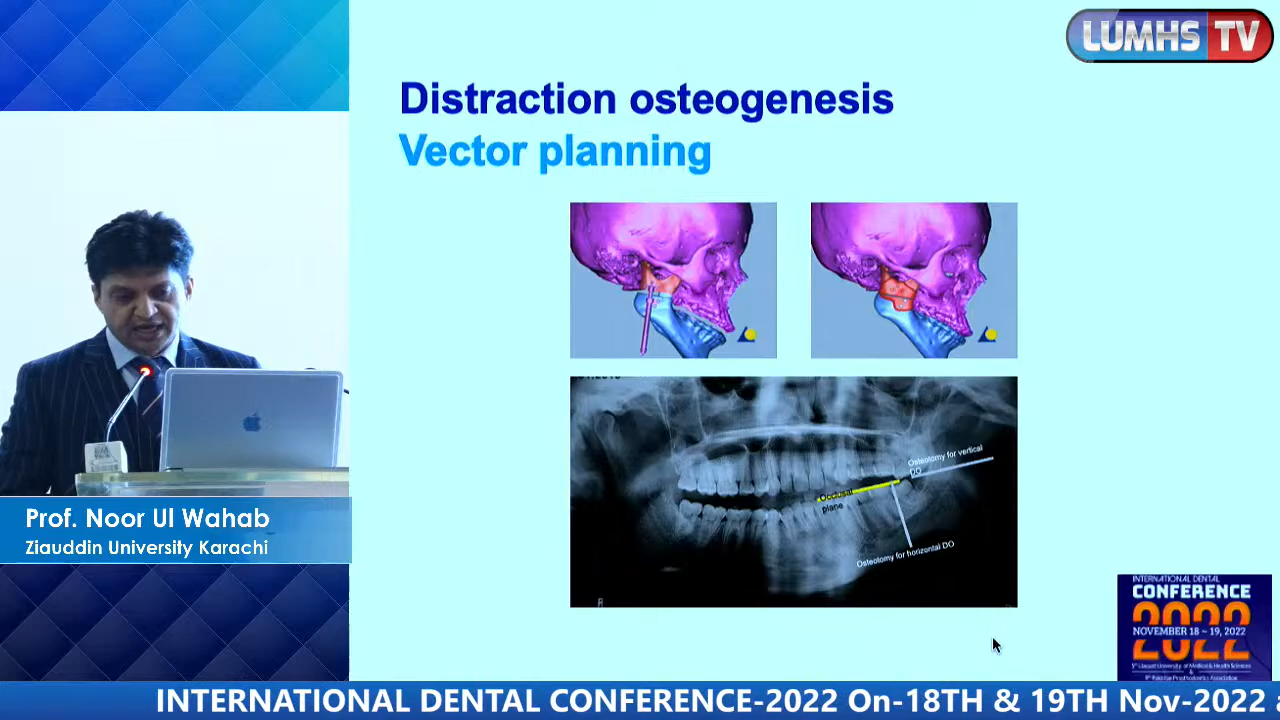 LUMHS TV
Distraction osteogenesis
Vector planning
Osteotomy for vertical
DO
Occlusal
plane
Osteotomy for horizontal DO
Prof. Noor Ul Wahab
Ziauddin University Karachi
INTERNATIONAL DENTAL
CONFERENCE
2022
NOVEMBER 18 ~ 19, 2022
INTERNATIONAL DENTAL CONFERENCE-2022 On-18TH & 19TH Nov-2022